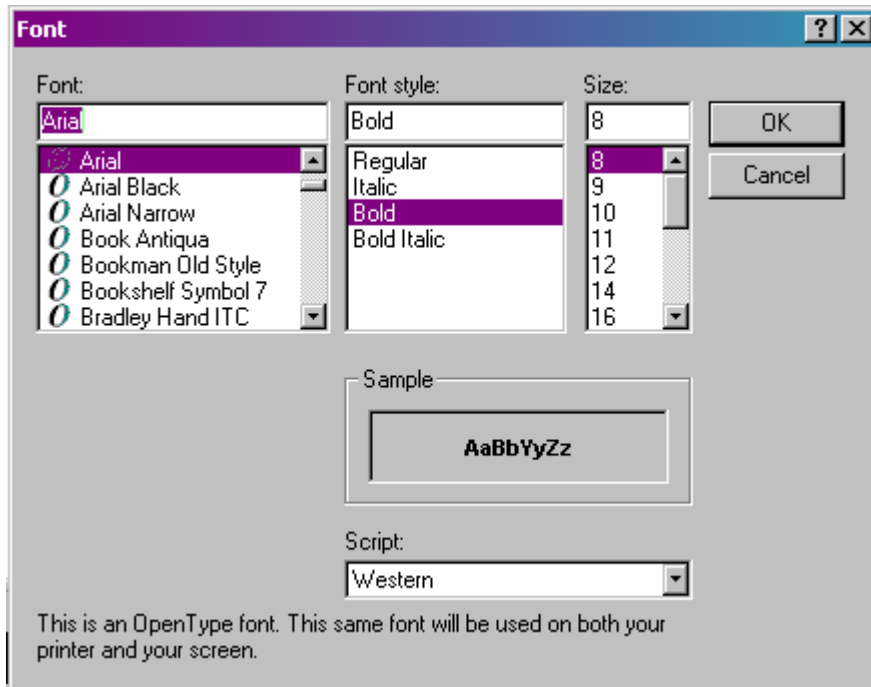 Font
Font:
Font style:
Size:
Arial
Bold
8
OK
Cancel
Arial
Arial Black
Arial Narrow
Book Antiqua
Bookman Old Style
Bookshelf Symbol 7
Bradley Hand ITC
Regular
Italic
Bold
Bold Italic
8
9
10
11
12
14
16
Sample
AaBbYyZz
Script:
Western
This is an OpenType font. This same font will be used on both your
printer and your screen.